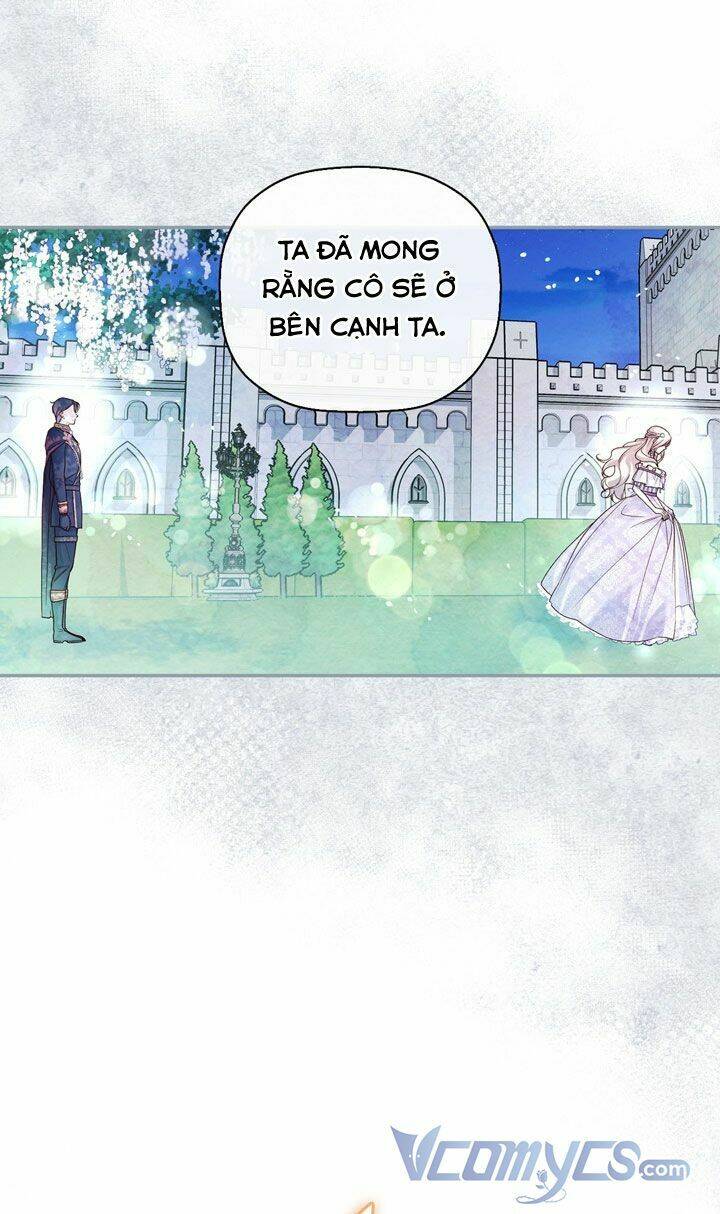 TA ĐÃ MONG
RẰNG CÔ SẼ Ở
BÊN CẠNH TA.
VCOMYCS.com